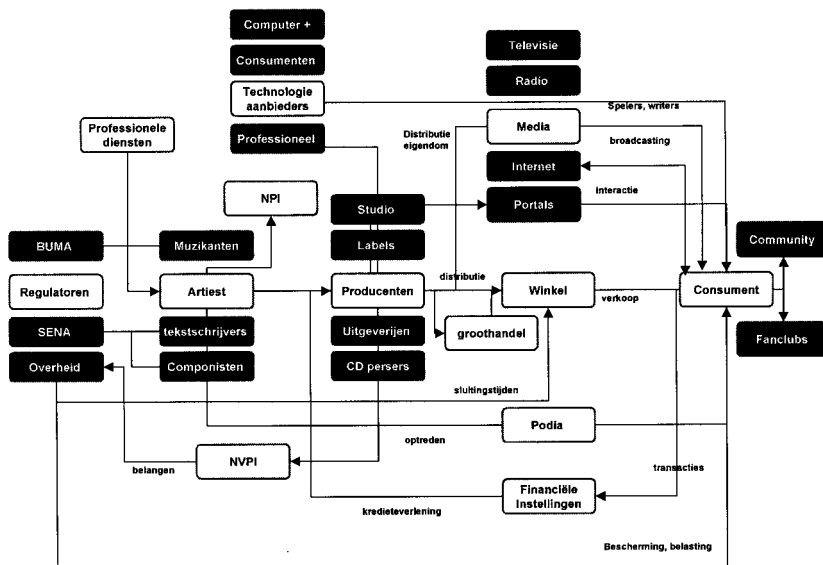 Computer +
Televisie
Consumenten
Radio
Technologie
aanbieders
Spelers, writers
Professionele
diensten
Professioneel
Distributie
eigendom
Media
broadcasting
Internet
NPI
interactie
Studio
Portals
BUMA
Muzikanten
Labels
Community
distributie
Regulatoren
Artiest
Producenten
Winkel
verkoop
Consument
SENA
tekstschrijvers
Uitgeverijen
groothandel
Fanclubs
Overheid
Componisten
CD persers
sluitingstijden
Podia
optreden
NVPI
belangen
transacties
Financiële
Instellingen
kredieteverlening
Bescherming, belasting